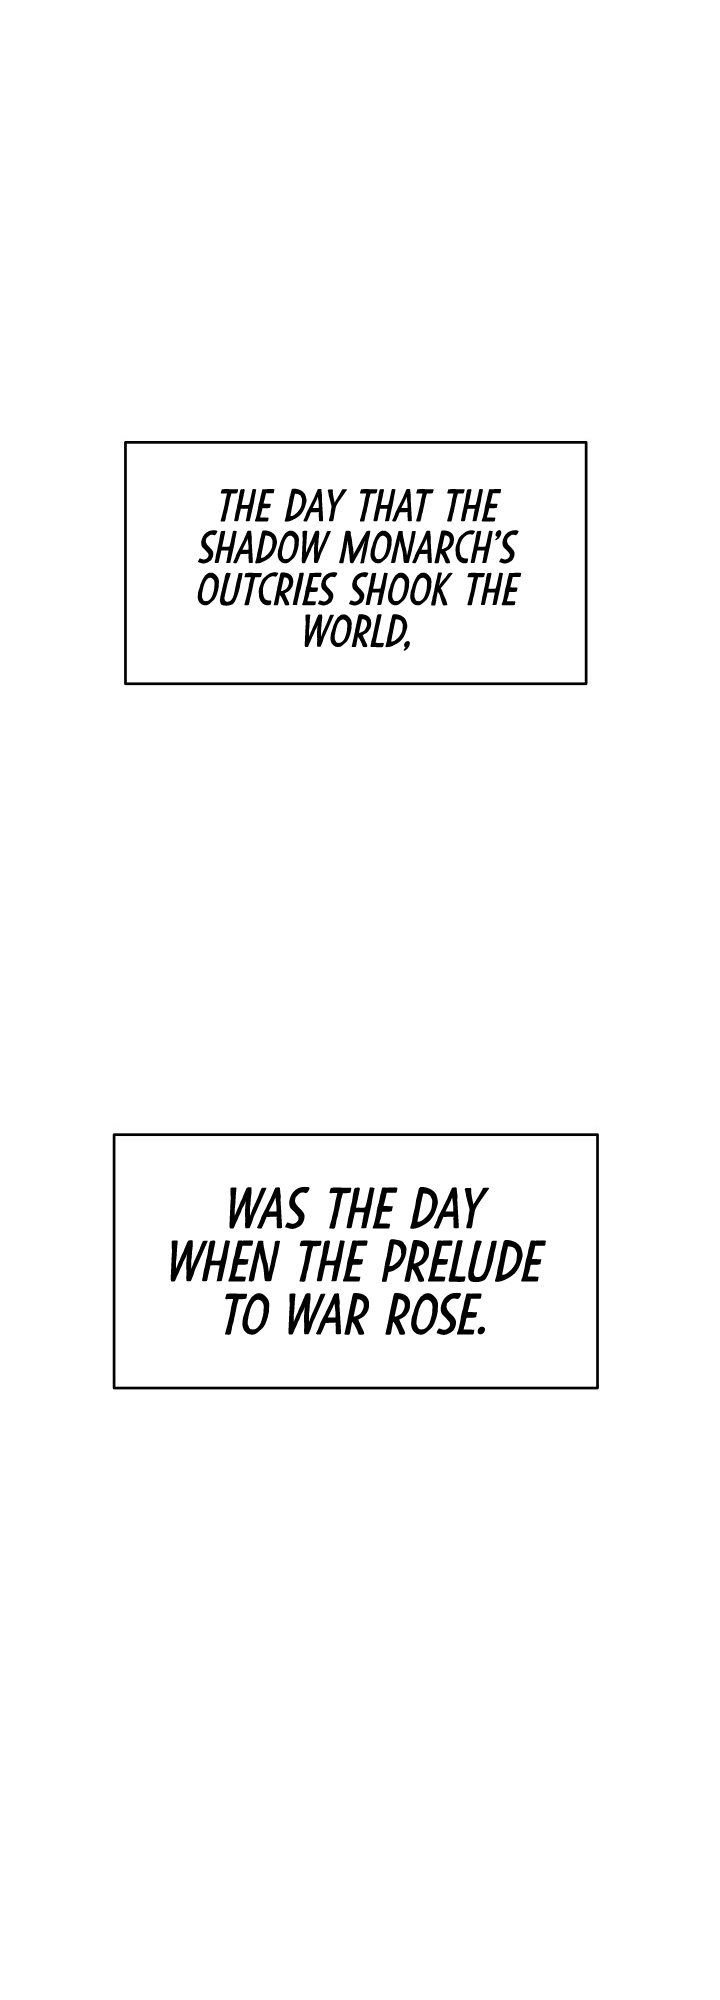 THE DAY THAT THE
SHADOW MONARCH'S
OUTCRIES SHOOK THE
WORLD,
WAS THE DAY
WHEN THE PRELUDE
TO WAR ROSE.